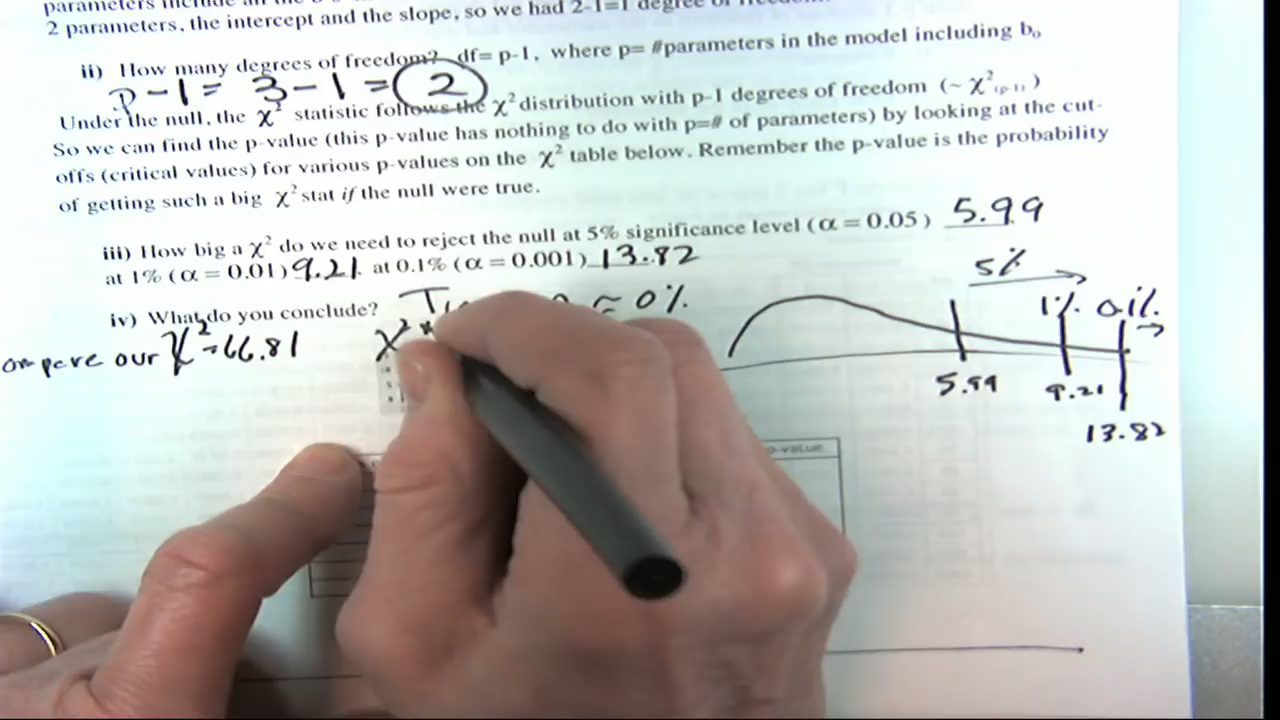 parameters include all the
2 parameters, the intercept and the slope, so we had 2-1=1 degree of freedom.
ii) How many degrees of freedom? df= p-1, where p= #parameters in the model including b₀
p-1= 3-1=2
Under the null, the χ² statistic follows the χ² distribution with p-1 degrees of freedom (~ χ²(p-1))
So we can find the p-value (this p-value has nothing to do with p=# of parameters) by looking at the cut-
offs (critical values) for various p-values on the χ² table below. Remember the p-value is the probability
of getting such a big χ² stat if the null were true.
iii) How big a χ² do we need to reject the null at 5% significance level (α = 0.05) 5.99
at 1% (α = 0.01) 9.21 at 0.1% (α = 0.001) 13.82
iv) What do you conclude? ≈ 0%
ompare our χ²=66.81 χ²
5%
1% 0.1%
5.99 9.21
13.82
p-value